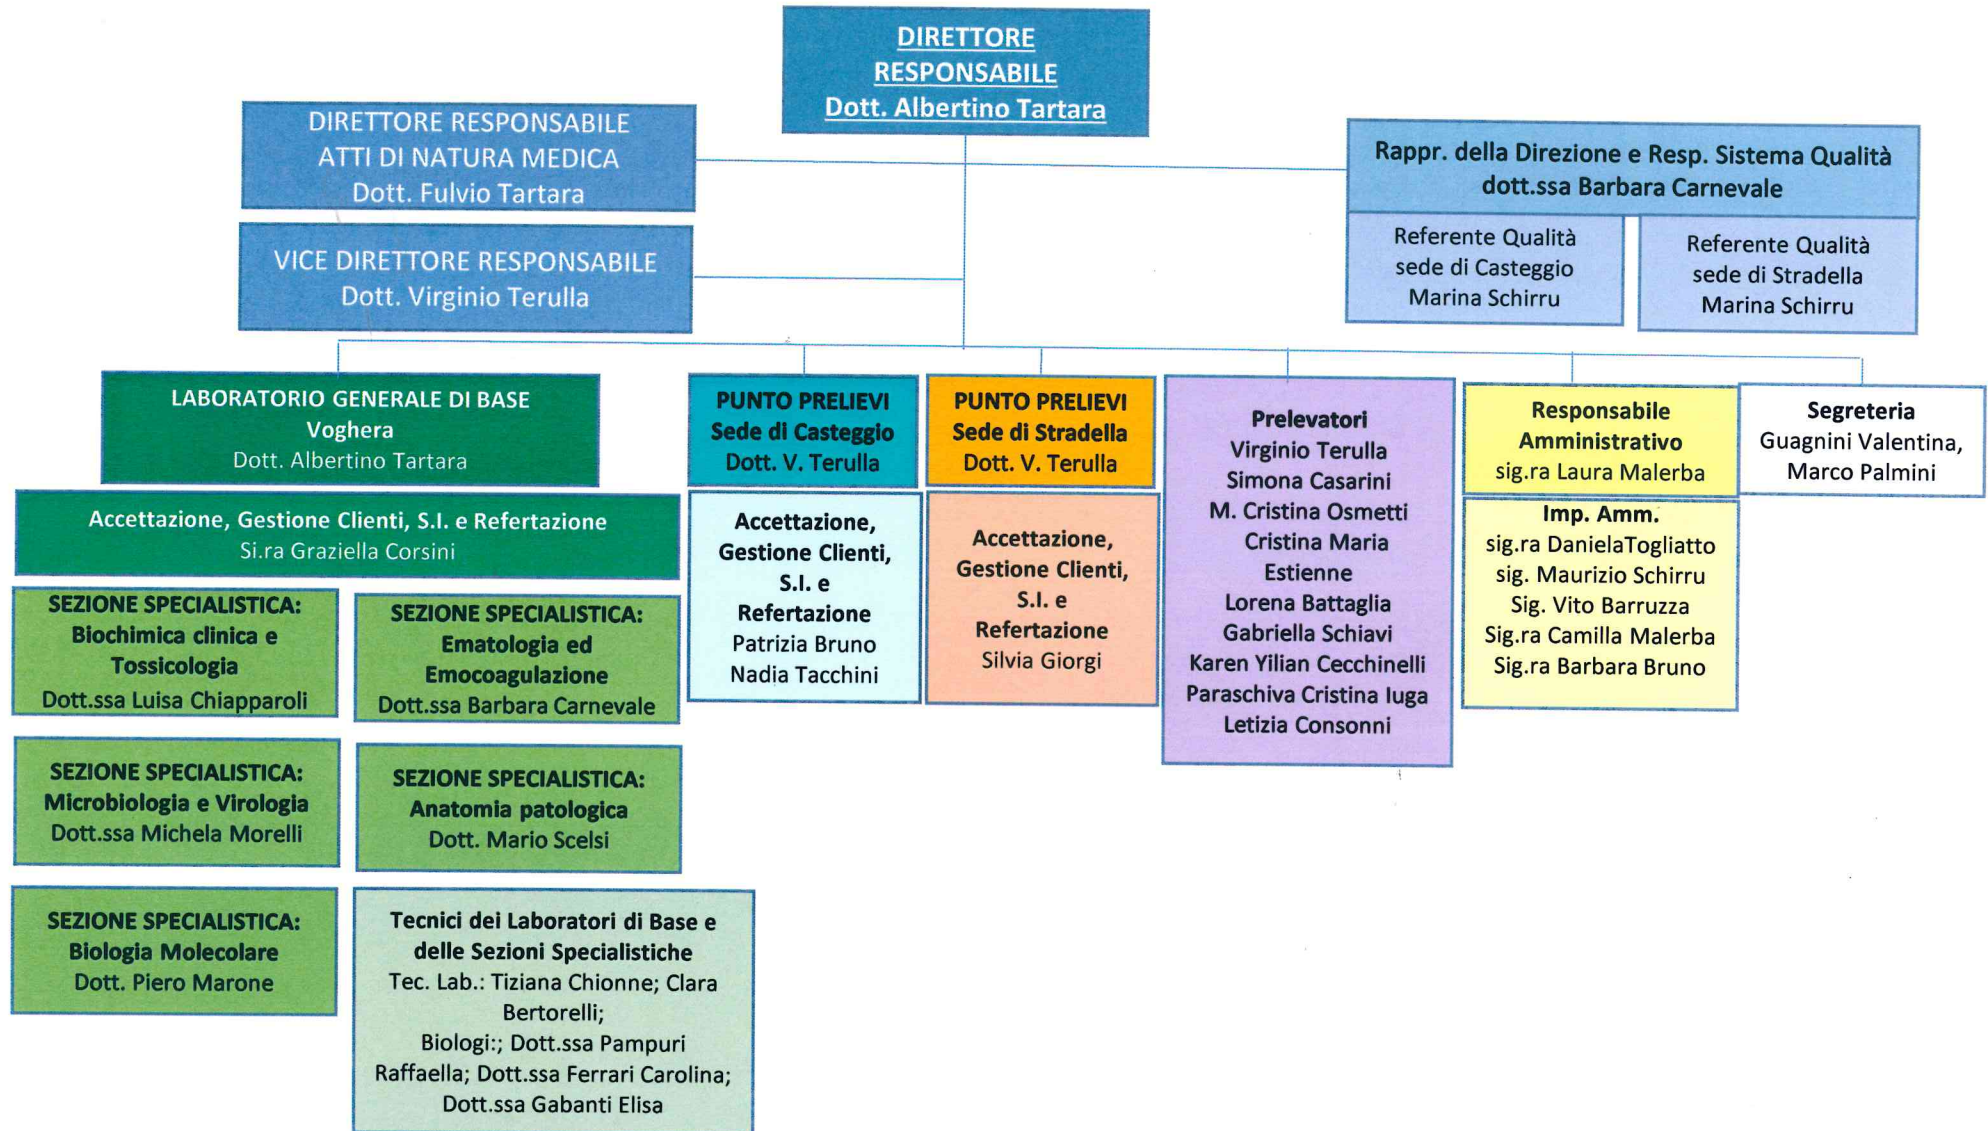 DIRETTORE
RESPONSABILE
Dott. Albertino Tartara
DIRETTORE RESPONSABILE
ATTI DI NATURA MEDICA
Dott. Fulvio Tartara
Rappr. della Direzione e Resp. Sistema Qualità
dott.ssa Barbara Carnevale
Referente Qualità
sede di Casteggio
Marina Schirru
Referente Qualità
sede di Stradella
Marina Schirru
VICE DIRETTORE RESPONSABILE
Dott. Virginio Terulla
LABORATORIO GENERALE DI BASE
Voghera
Dott. Albertino Tartara
Accettazione, Gestione Clienti, S.I. e Refertazione
Si.ra Graziella Corsini
SEZIONE SPECIALISTICA:
Biochimica clinica e
Tossicologia
Dott.ssa Luisa Chiapparoli
SEZIONE SPECIALISTICA:
Ematologia ed
Emocoagulazione
Dott.ssa Barbara Carnevale
SEZIONE SPECIALISTICA:
Microbiologia e Virologia
Dott.ssa Michela Morelli
SEZIONE SPECIALISTICA:
Anatomia patologica
Dott. Mario Scelsi
SEZIONE SPECIALISTICA:
Biologia Molecolare
Dott. Piero Marone
Tecnici dei Laboratori di Base e
delle Sezioni Specialistiche
Tec. Lab.: Tiziana Chionne; Clara
Bertorelli;
Biologi:; Dott.ssa Pampuri
Raffaella; Dott.ssa Ferrari Carolina;
Dott.ssa Gabanti Elisa
PUNTO PRELIEVI
Sede di Casteggio
Dott. V. Terulla
Accettazione,
Gestione Clienti,
S.I. e
Refertazione
Patrizia Bruno
Nadia Tacchini
PUNTO PRELIEVI
Sede di Stradella
Dott. V. Terulla
Accettazione,
Gestione Clienti,
S.I. e
Refertazione
Silvia Giorgi
Prelevatori
Virginio Terulla
Simona Casarini
M. Cristina Osmetti
Cristina Maria
Estienne
Lorena Battaglia
Gabriella Schiavi
Karen Yilian Cecchinelli
Paraschiva Cristina Iuga
Letizia Consonni
Responsabile
Amministrativo
sig.ra Laura Malerba
Imp. Amm.
sig.ra DanielaTogliatto
sig. Maurizio Schirru
Sig. Vito Barruzza
Sig.ra Camilla Malerba
Sig.ra Barbara Bruno
Segreteria
Guagnini Valentina,
Marco Palmini